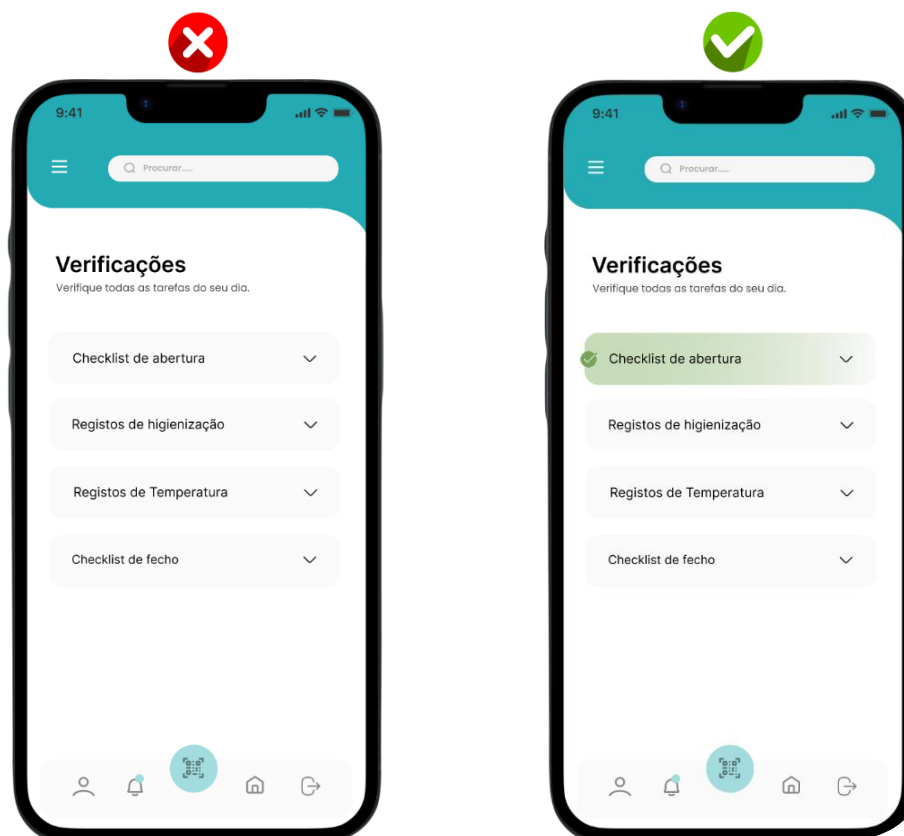 9:41
Procurar.....
Verificações
Verifique todas as tarefas do seu dia.
Checklist de abertura
Registos de higienização
Registos de Temperatura
Checklist de fecho
9:41
Procurar.....
Verificações
Verifique todas as tarefas do seu dia.
Checklist de abertura
Registos de higienização
Registos de Temperatura
Checklist de fecho